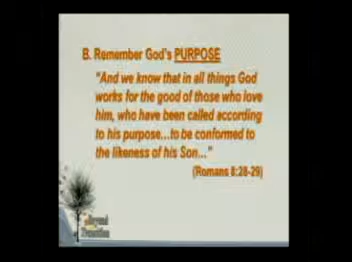 B. Remember God's PURPOSE
"And we know that in all things God
works for the good of those who love
him, who have been called according
to his purpose...to be conformed to
the likeness of his Son..."
(Romans 8:28-29)
Beyond